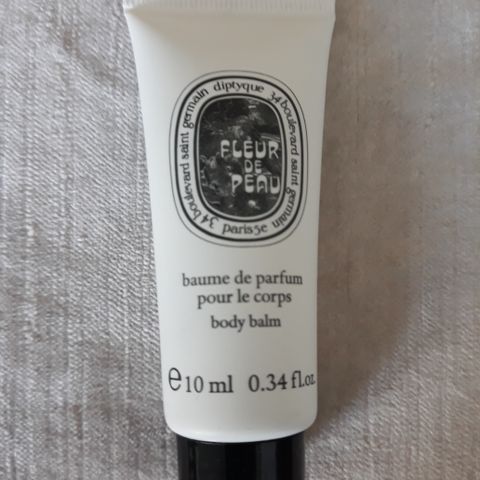 diptyque 34 boulevard saint germain paris5e 34 boulevard saint germain
FLEUR
DE
PEAU
baume de parfum
pour le corps
body balm
e 10 ml 0.34 fl.oz.